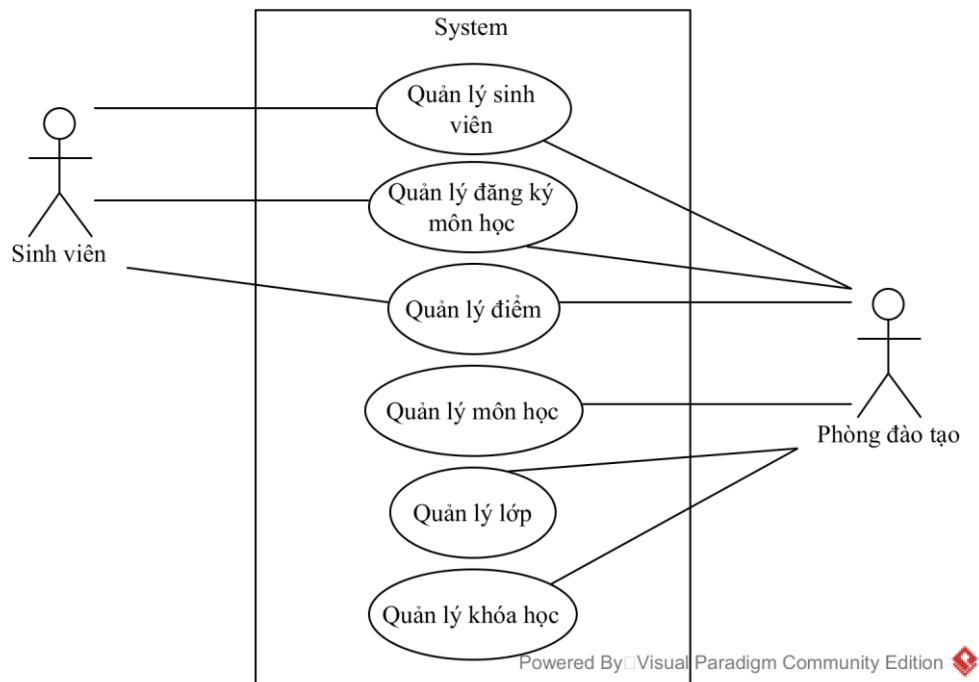 System
Quản lý sinh
viên
Quản lý đăng ký
môn học
Sinh viên
Quản lý điểm
Quản lý môn học
Phòng đào tạo
Quản lý lớp
Quản lý khóa học
Powered By□Visual Paradigm Community Edition